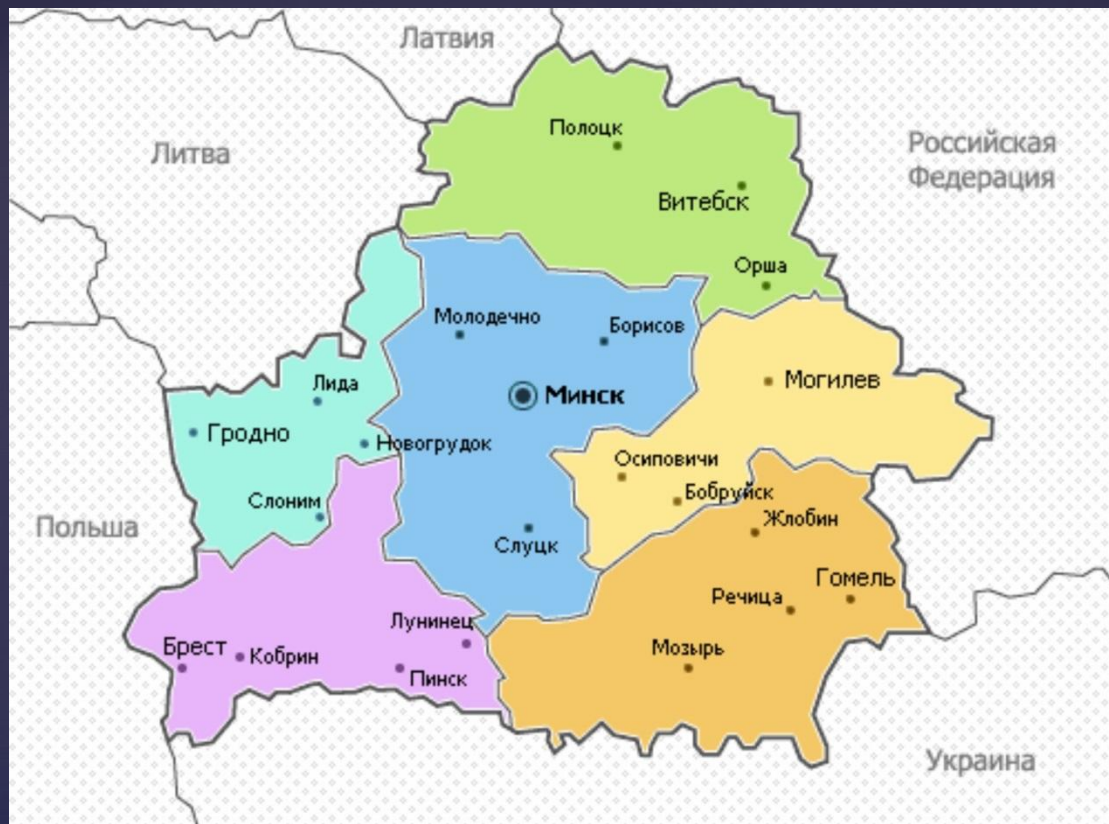 Латвия
Полоцк
Литва
Российская
Федерация
Витебск
Орша
Молодечно
Борисов
Лида
Минск
Могилев
Гродно
Новогрудок
Осиповичи
Бобруйск
Слоним
Жлобин
Польша
Слуцк
Гомель
Речица
Лунинец
Брест
Кобрин
Мозырь
Пинск
Украина